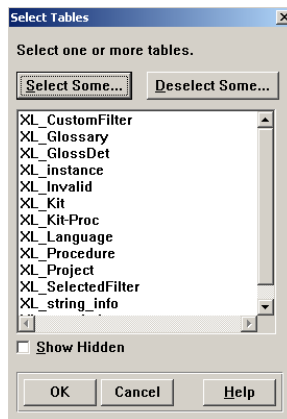 Select Tables
Select one or more tables.
Select Some... Deselect Some...
XL_CustomFilter
XL_Glossary
XL_GlossDet
XL_instance
XL_Invalid
XL_Kit
XL_Kit-Proc
XL_Language
XL_Procedure
XL_Project
XL_SelectedFilter
XL_string_info
Show Hidden
OK Cancel Help